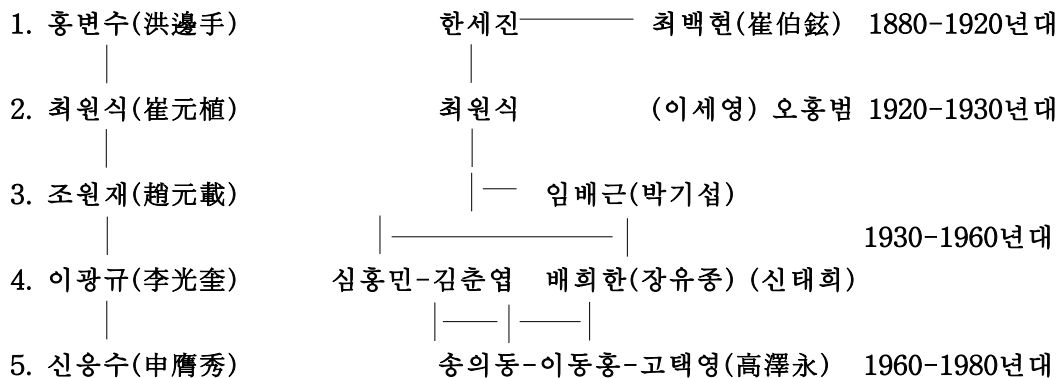 1. 홍변수(洪邊手) 한세진 최백현(崔伯鉉) 1880-1920년대
2. 최원식(崔元植) 최원식 (이세영) 오홍범 1920-1930년대
3. 조원재(趙元載) 임배근(박기섭)
1930-1960년대
4. 이광규(李光奎) 심홍민-김춘엽 배희한(장유종) (신태희)
5. 신응수(申膺秀) 송의동-이동홍-고택영(高澤永) 1960-1980년대